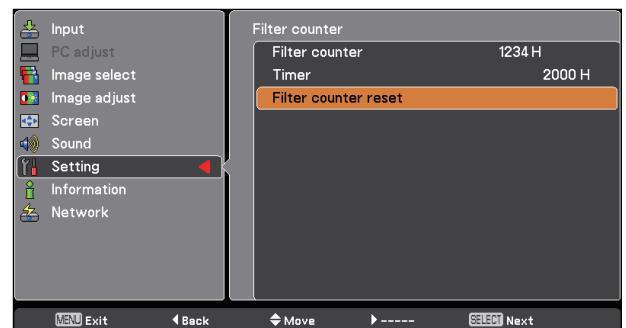 Input
PC adjust
Image select
Image adjust
Screen
Sound
Setting
Information
Network
Filter counter
Filter counter 1234 H
Timer 2000 H
Filter counter reset
MENU Exit Back Move ----- SELECT Next